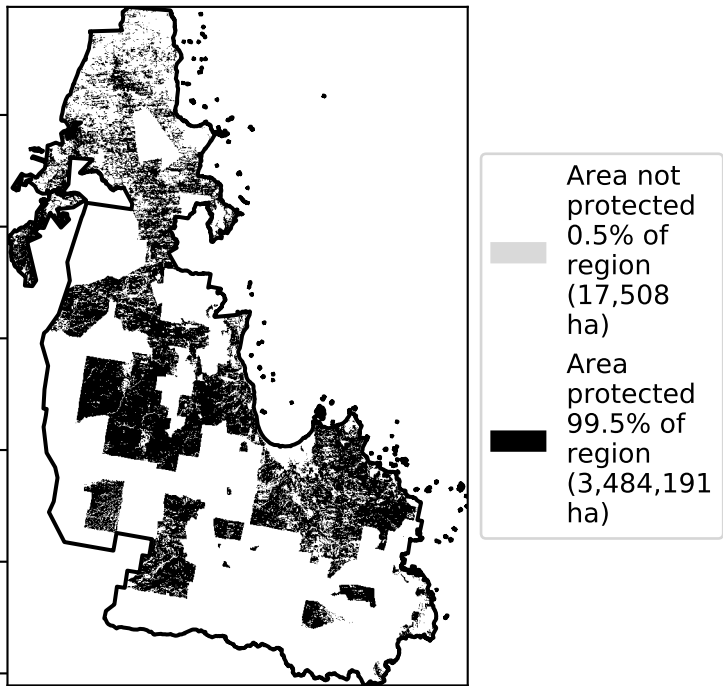 Area not
protected
0.5% of
region
(17,508
ha)
Area
protected
99.5% of
region
(3,484,191
ha)